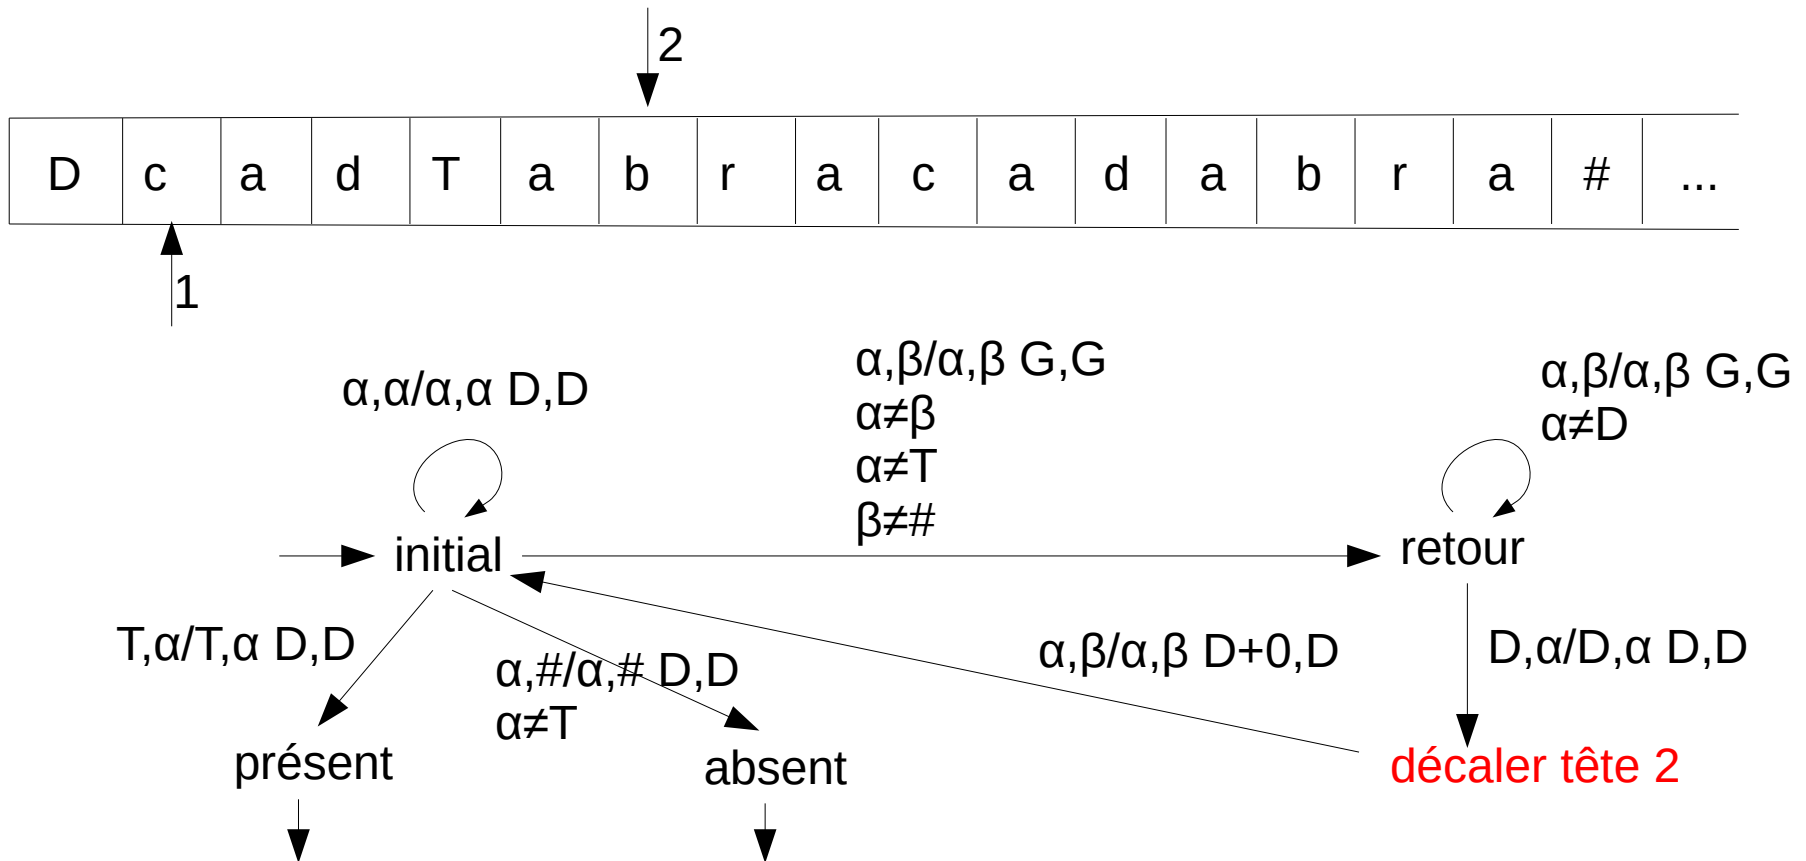 2
D c a d T a b r a c a d a b r a # ...
1
α,α/α,α D,D
α,β/α,β G,G
α≠β
α≠T
β≠#
α,β/α,β G,G
α≠D
initial
retour
T,α/T,α D,D
α,#/α,# D,D
α≠T
α,β/α,β D+0,D
D,α/D,α D,D
présent
absent
décaler tête 2